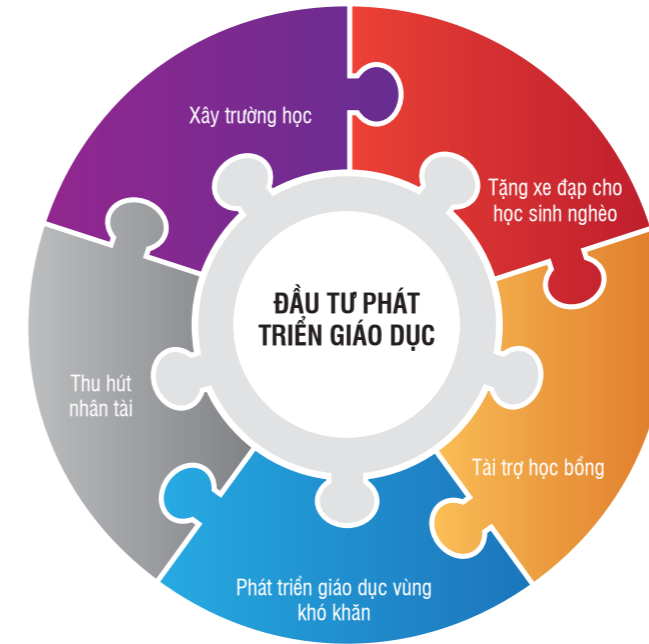 Xây trường học
Tặng xe đạp cho
học sinh nghèo
ĐẦU TƯ PHÁT
TRIỂN GIÁO DỤC
Thu hút
nhân tài
Tài trợ học bổng
Phát triển giáo dục vùng
khó khăn